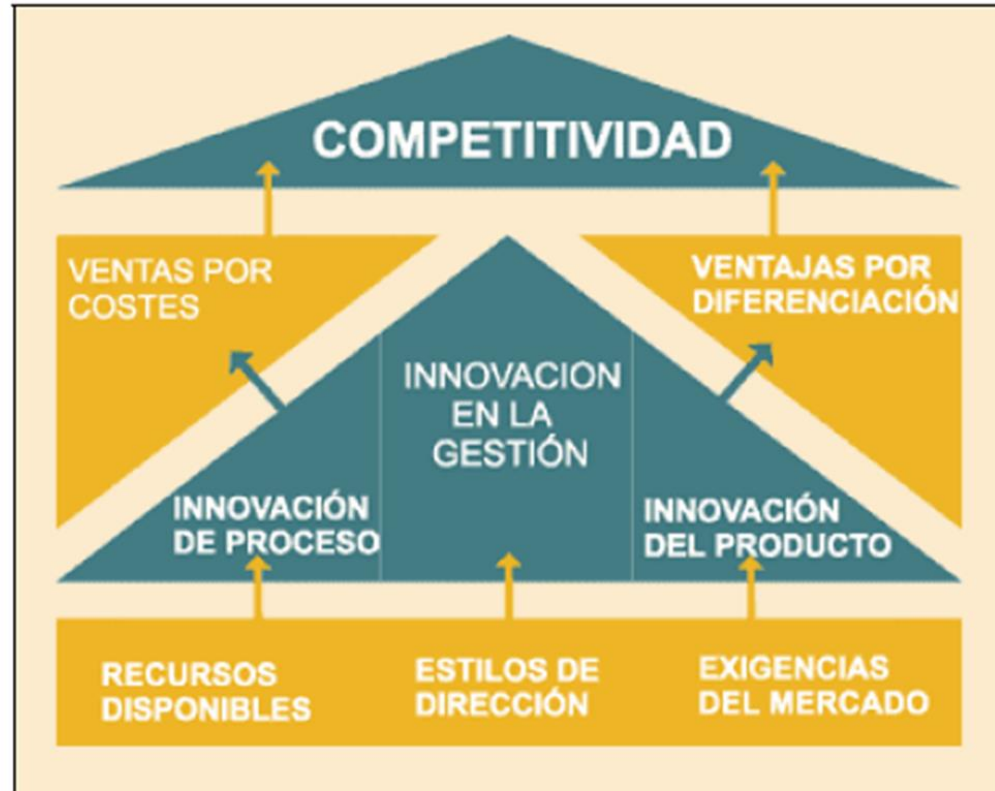 COMPETITIVIDAD
VENTAS POR
COSTES
VENTAJAS POR
DIFERENCIACIÓN
INNOVACION
EN LA
GESTIÓN
INNOVACIÓN
DE PROCESO
INNOVACIÓN
DEL PRODUCTO
RECURSOS
DISPONIBLES
ESTILOS DE
DIRECCIÓN
EXIGENCIAS
DEL MERCADO